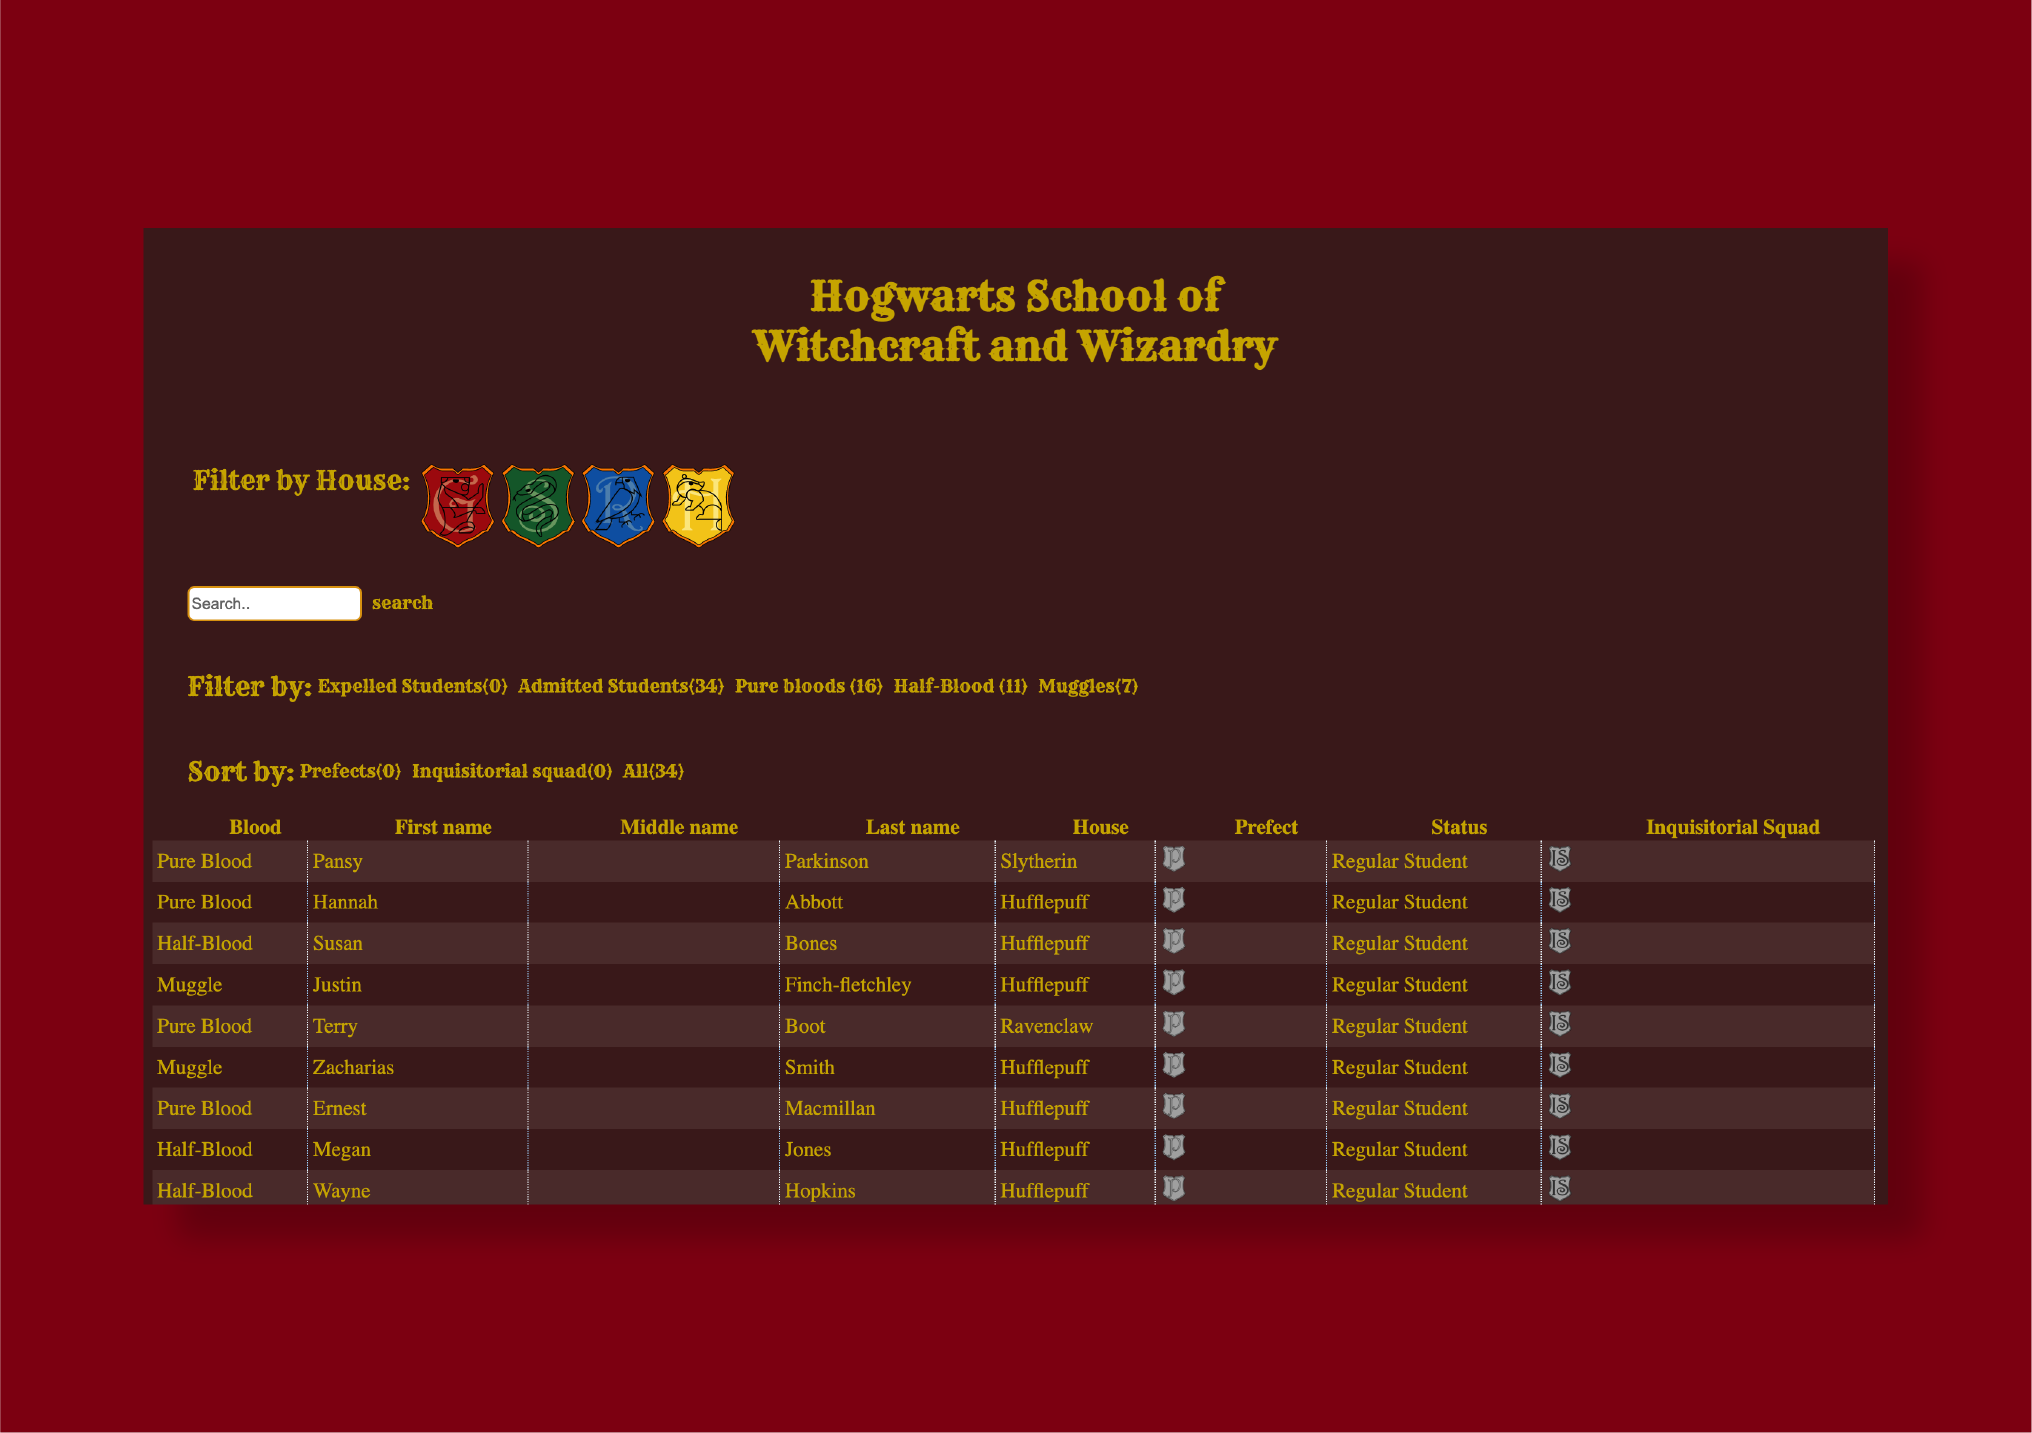 Hogwarts School of
Witchcraft and Wizardry
Filter by House: G S R H
Search.. search
Filter by: Expelled Students(0) Admitted Students(34) Pure bloods (16) Half-Blood (11) Muggles(7)
Sort by: Prefects(0) Inquisitorial squad(0) All(34)
Blood First name Middle name Last name House Prefect Status Inquisitorial Squad
Pure Blood Pansy Parkinson Slytherin P Regular Student IS
Pure Blood Hannah Abbott Hufflepuff P Regular Student IS
Half-Blood Susan Bones Hufflepuff P Regular Student IS
Muggle Justin Finch-fletchley Hufflepuff P Regular Student IS
Pure Blood Terry Boot Ravenclaw P Regular Student IS
Muggle Zacharias Smith Hufflepuff P Regular Student IS
Pure Blood Ernest Macmillan Hufflepuff P Regular Student IS
Half-Blood Megan Jones Hufflepuff P Regular Student IS
Half-Blood Wayne Hopkins Hufflepuff P Regular Student IS